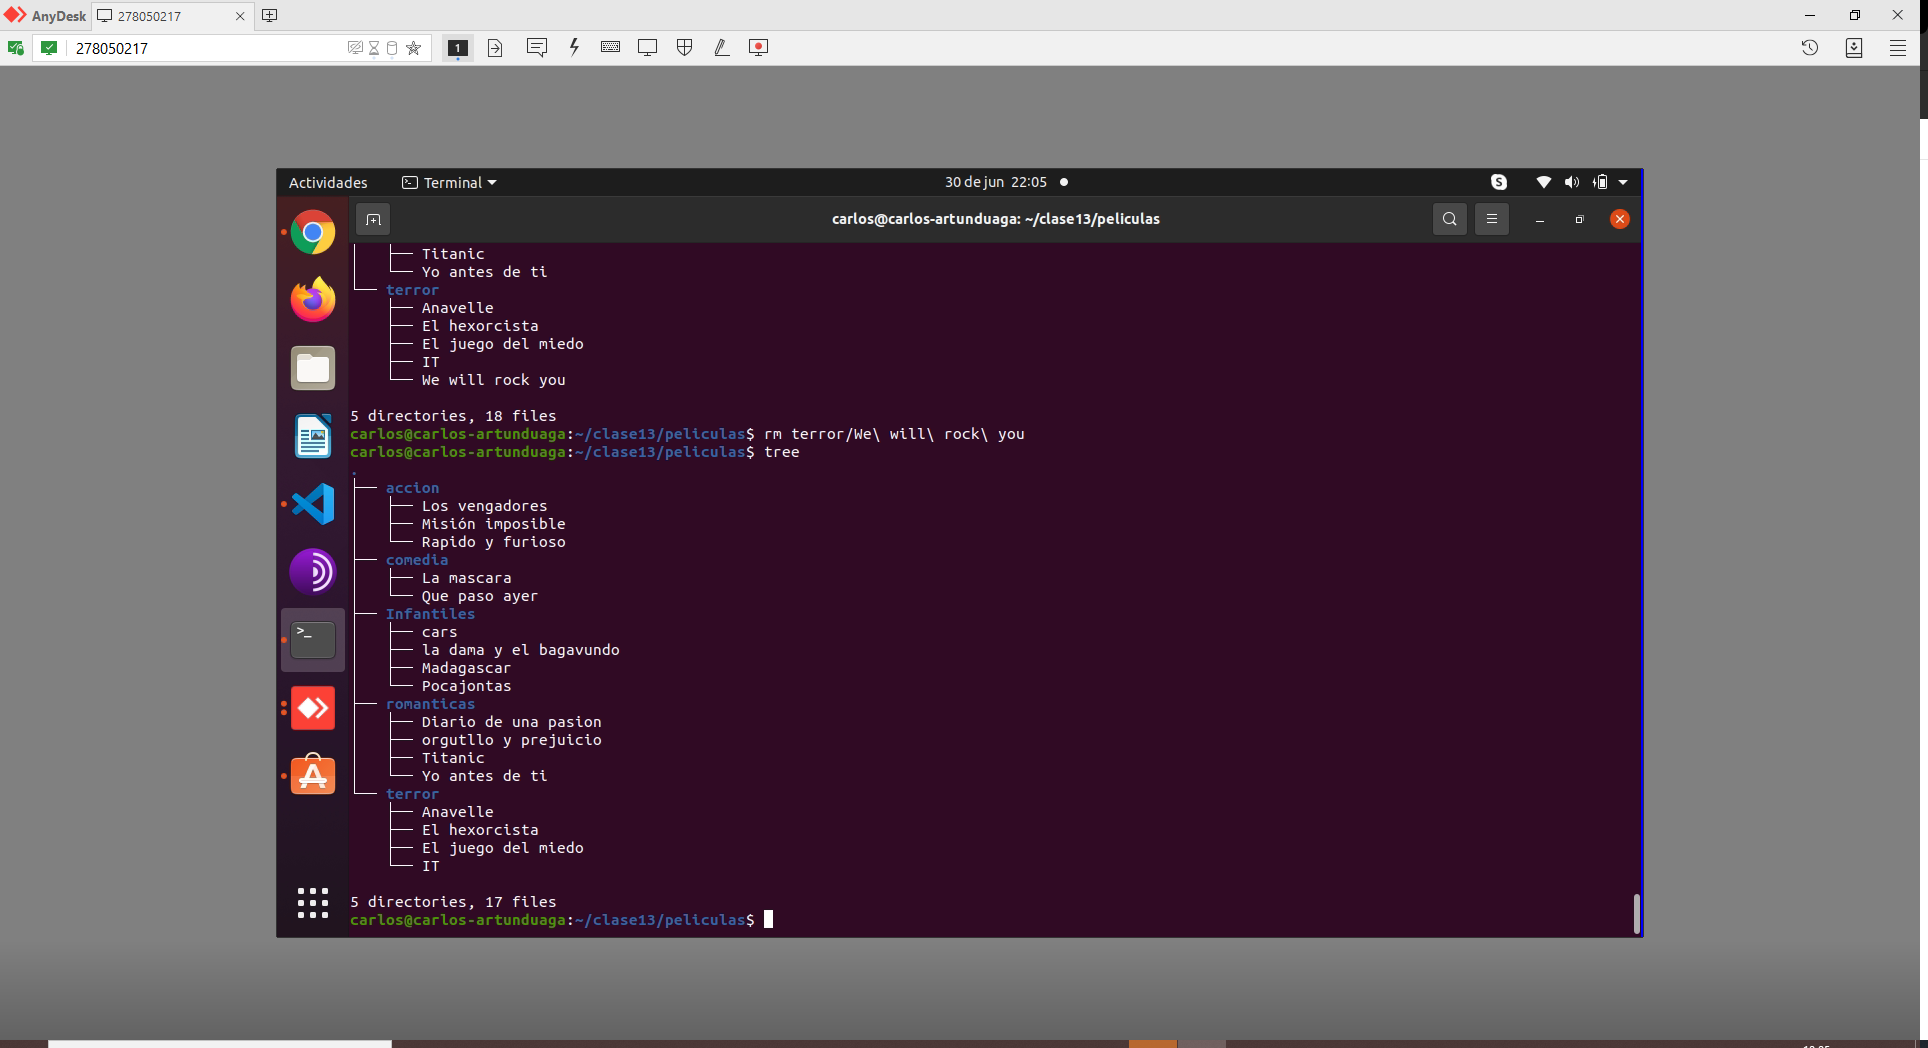 AnyDesk
278050217
278050217
1
Actividades
Terminal
30 de jun 22:05
S
carlos@carlos-artunduaga: ~/clase13/peliculas
│   ├── Titanic
│   └── Yo antes de ti
└── terror
    ├── Anavelle
    ├── El hexorcista
    ├── El juego del miedo
    ├── IT
    └── We will rock you
5 directories, 18 files
carlos@carlos-artunduaga:~/clase13/peliculas$ rm terror/We\ will\ rock\ you
carlos@carlos-artunduaga:~/clase13/peliculas$ tree
.
├── accion
│   ├── Los vengadores
│   ├── Misión imposible
│   └── Rapido y furioso
├── comedia
│   ├── La mascara
│   └── Que paso ayer
├── Infantiles
│   ├── cars
│   ├── la dama y el bagavundo
│   ├── Madagascar
│   └── Pocajontas
├── romanticas
│   ├── Diario de una pasion
│   ├── orgutllo y prejuicio
│   ├── Titanic
│   └── Yo antes de ti
└── terror
    ├── Anavelle
    ├── El hexorcista
    ├── El juego del miedo
    └── IT
5 directories, 17 files
carlos@carlos-artunduaga:~/clase13/peliculas$